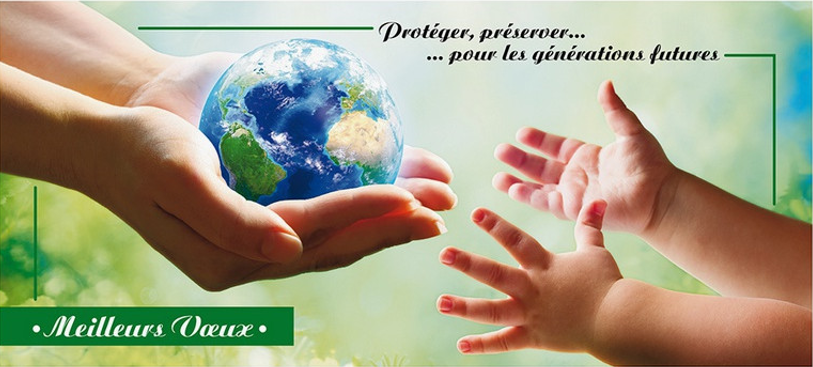 Protéger, préserver...
... pour les générations futures
• Meilleurs Vœux •